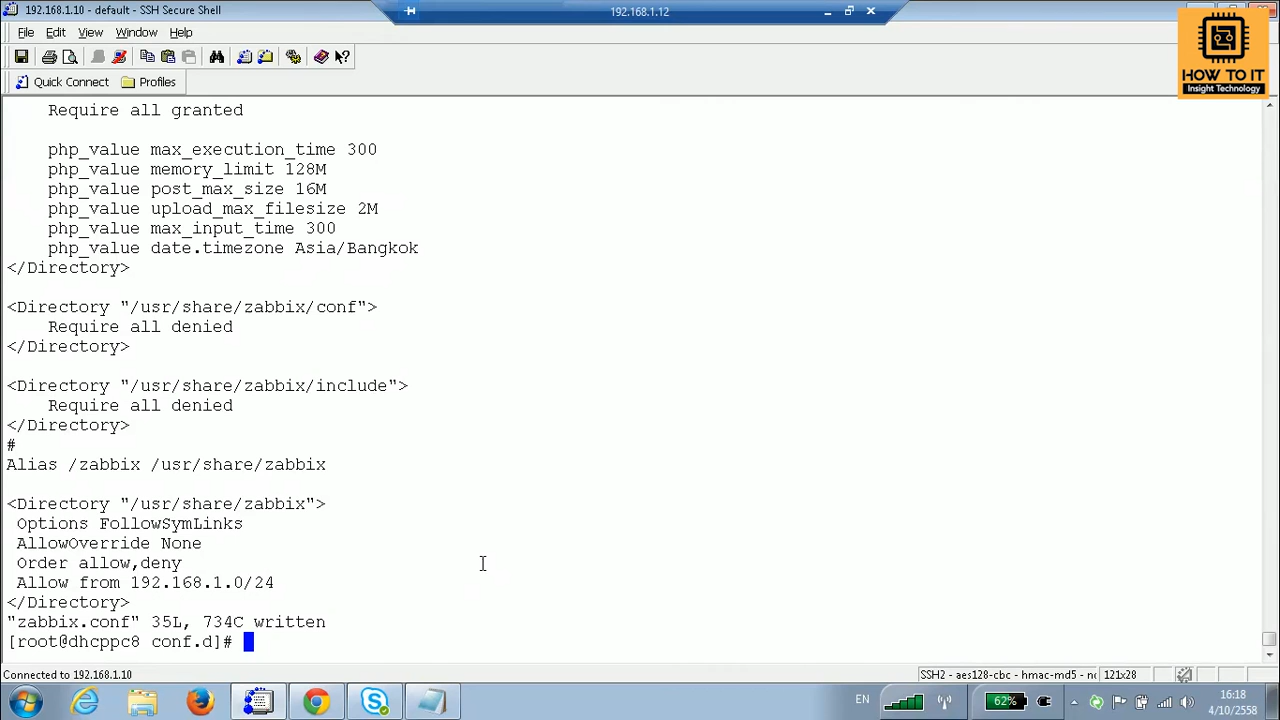 192.168.1.10 - default - SSH Secure Shell
192.168.1.12
File Edit View Window Help
HOW TO IT
Insight Technology
Quick Connect Profiles
Require all granted
php_value max_execution_time 300
php_value memory_limit 128M
php_value post_max_size 16M
php_value upload_max_filesize 2M
php_value max_input_time 300
php_value date.timezone Asia/Bangkok
</Directory>
<Directory "/usr/share/zabbix/conf">
Require all denied
</Directory>
<Directory "/usr/share/zabbix/include">
Require all denied
</Directory>
#
Alias /zabbix /usr/share/zabbix
<Directory "/usr/share/zabbix">
Options FollowSymLinks
AllowOverride None
Order allow,deny
Allow from 192.168.1.0/24
</Directory>
"zabbix.conf" 35L, 734C written
[root@dhcppc8 conf.d]#
Connected to 192.168.1.10
SSH2 - aes128-cbc - hmac-md5 - nc
121x28
EN
62%
16:18
4/10/2558